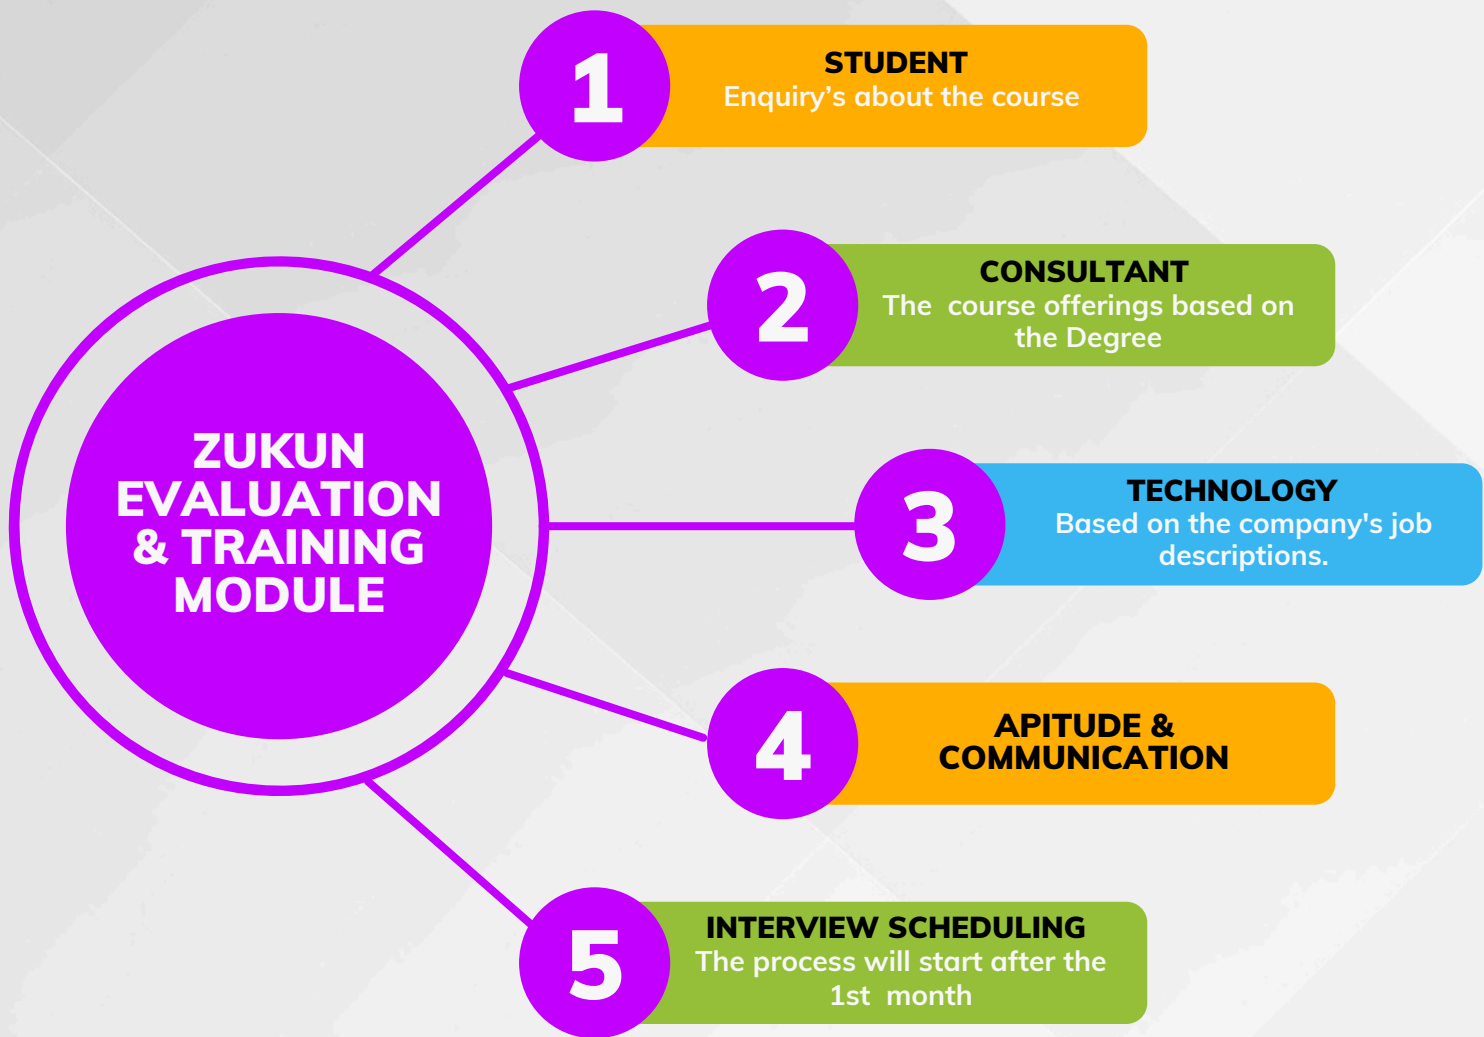 ZUKUN
EVALUATION
& TRAINING
MODULE
1
STUDENT
Enquiry’s about the course
2
CONSULTANT
The course offerings based on
the Degree
3
TECHNOLOGY
Based on the company's job
descriptions.
4
APITUDE &
COMMUNICATION
5
INTERVIEW SCHEDULING
The process will start after the
1st month